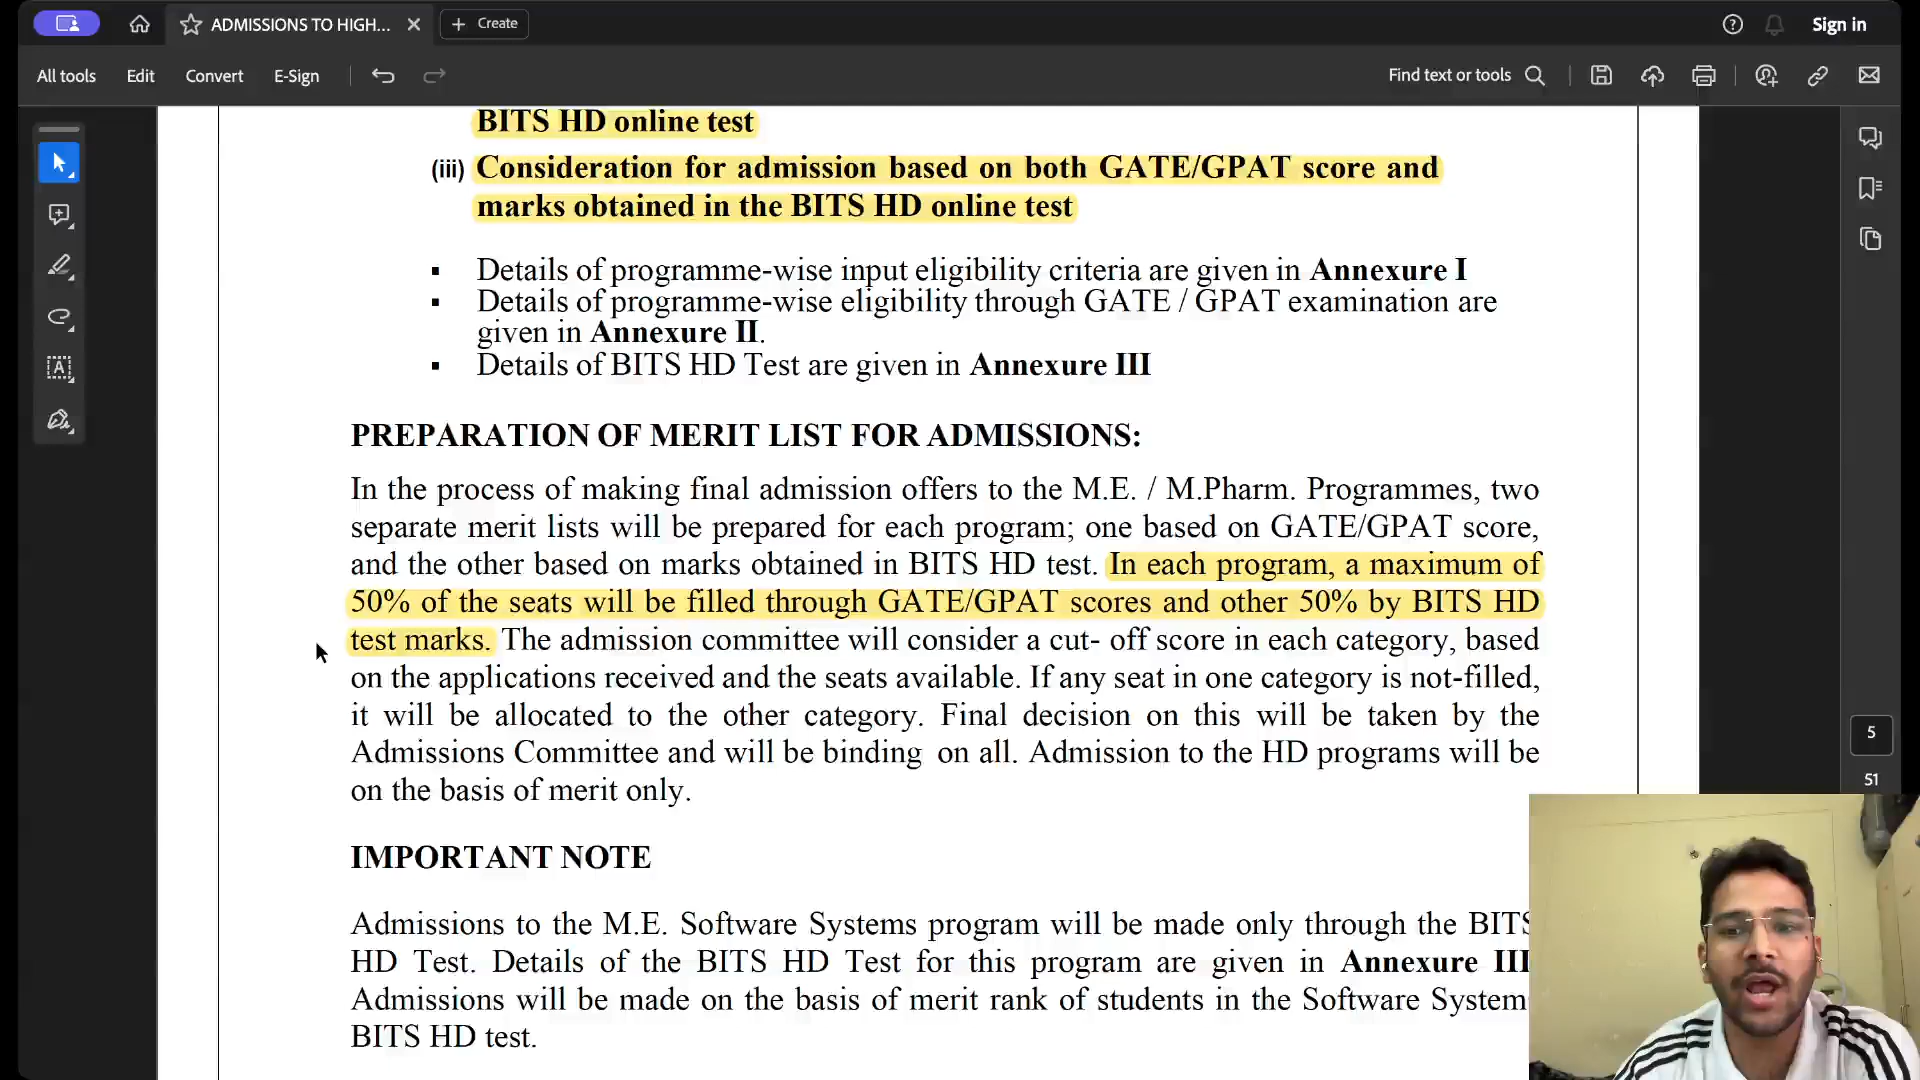 ADMISSIONS TO HIGH...
Create
Sign in
All tools
Edit
Convert
E-Sign
Find text or tools
BITS HD online test
(iii) Consideration for admission based on both GATE/GPAT score and
marks obtained in the BITS HD online test
▪ Details of programme-wise input eligibility criteria are given in Annexure I
▪ Details of programme-wise eligibility through GATE / GPAT examination are
given in Annexure II.
▪ Details of BITS HD Test are given in Annexure III
PREPARATION OF MERIT LIST FOR ADMISSIONS:
In the process of making final admission offers to the M.E. / M.Pharm. Programmes, two
separate merit lists will be prepared for each program; one based on GATE/GPAT score,
and the other based on marks obtained in BITS HD test. In each program, a maximum of
50% of the seats will be filled through GATE/GPAT scores and other 50% by BITS HD
test marks. The admission committee will consider a cut- off score in each category, based
on the applications received and the seats available. If any seat in one category is not-filled,
it will be allocated to the other category. Final decision on this will be taken by the
Admissions Committee and will be binding on all. Admission to the HD programs will be
on the basis of merit only.
5
51
IMPORTANT NOTE
Admissions to the M.E. Software Systems program will be made only through the BITS
HD Test. Details of the BITS HD Test for this program are given in Annexure III
Admissions will be made on the basis of merit rank of students in the Software System
BITS HD test.